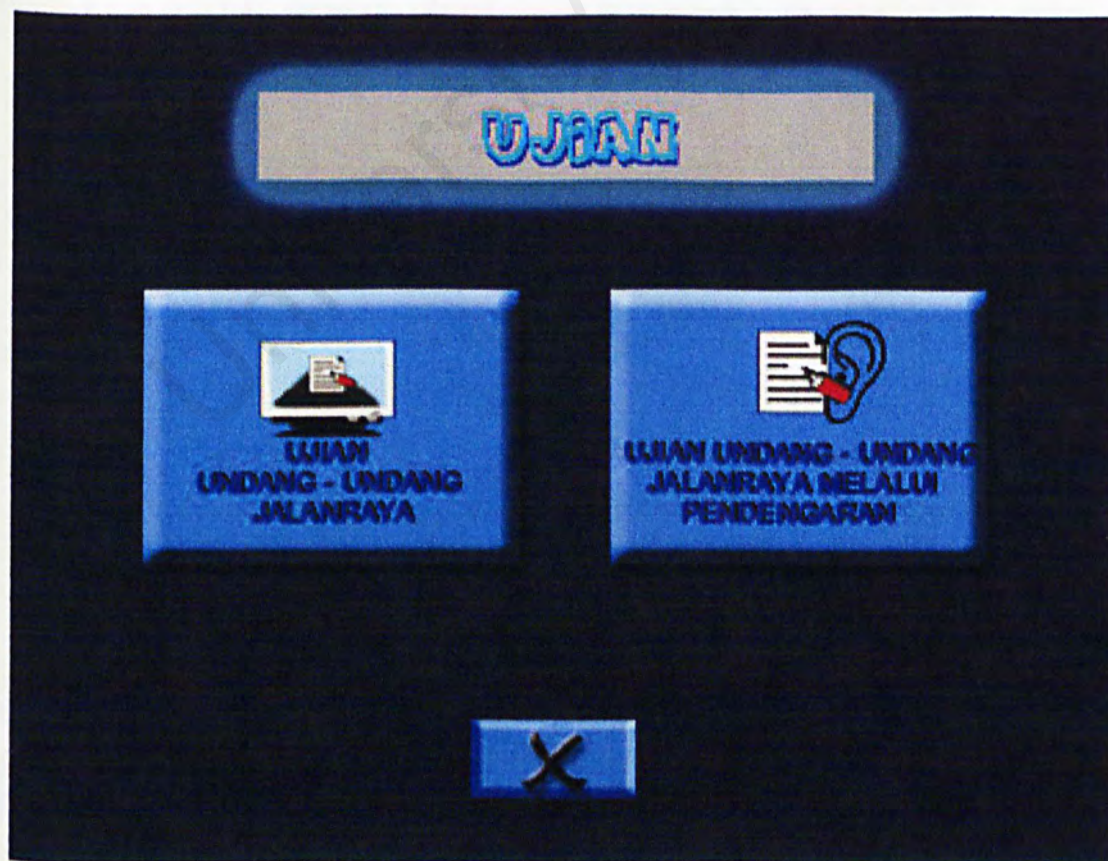 UJIAN
UJIAN
UNDANG - UNDANG
JALANRAYA
UJIAN UNDANG - UNDANG
JALANRAYA MELALUI
PENDENGARAN
X